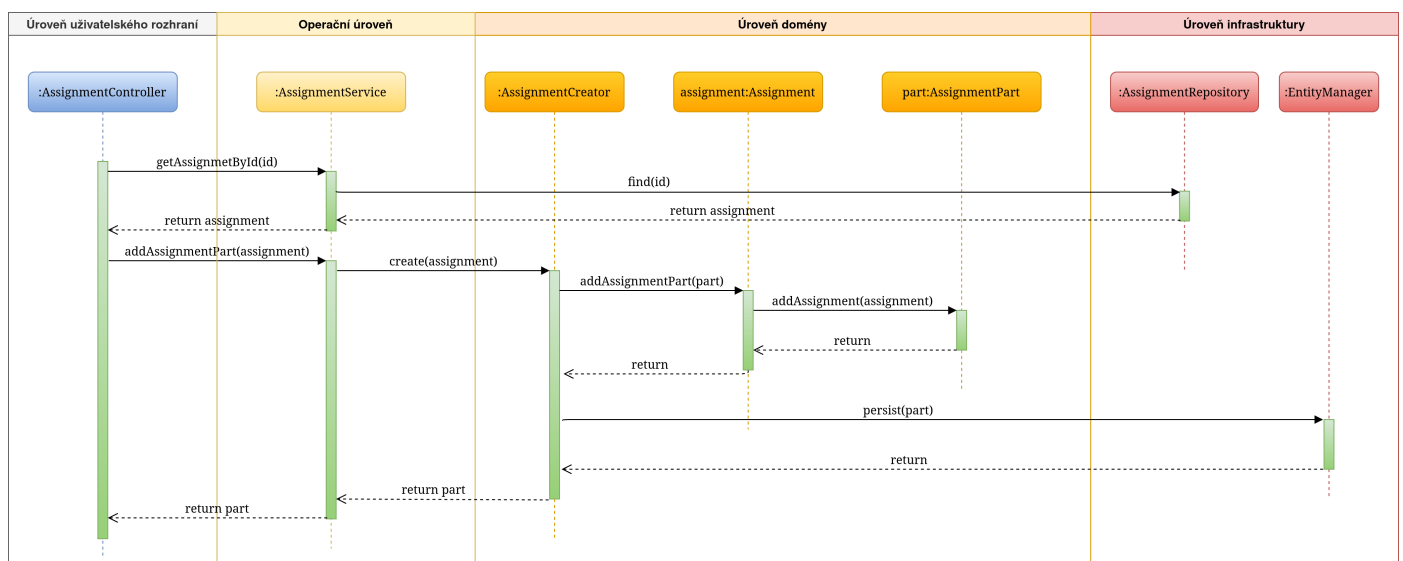 Úroveň uživatelského rozhraní
Operační úroveň
Úroveň domény
Úroveň infrastruktury
:AssignmentController
:AssignmentService
:AssignmentCreator
assignment:Assignment
part:AssignmentPart
:AssignmentRepository
:EntityManager
getAssignmetById(id)
find(id)
return assignment
return assignment
addAssignmentPart(assignment)
create(assignment)
addAssignmentPart(part)
addAssignment(assignment)
return
return
persist(part)
return
return part
return part